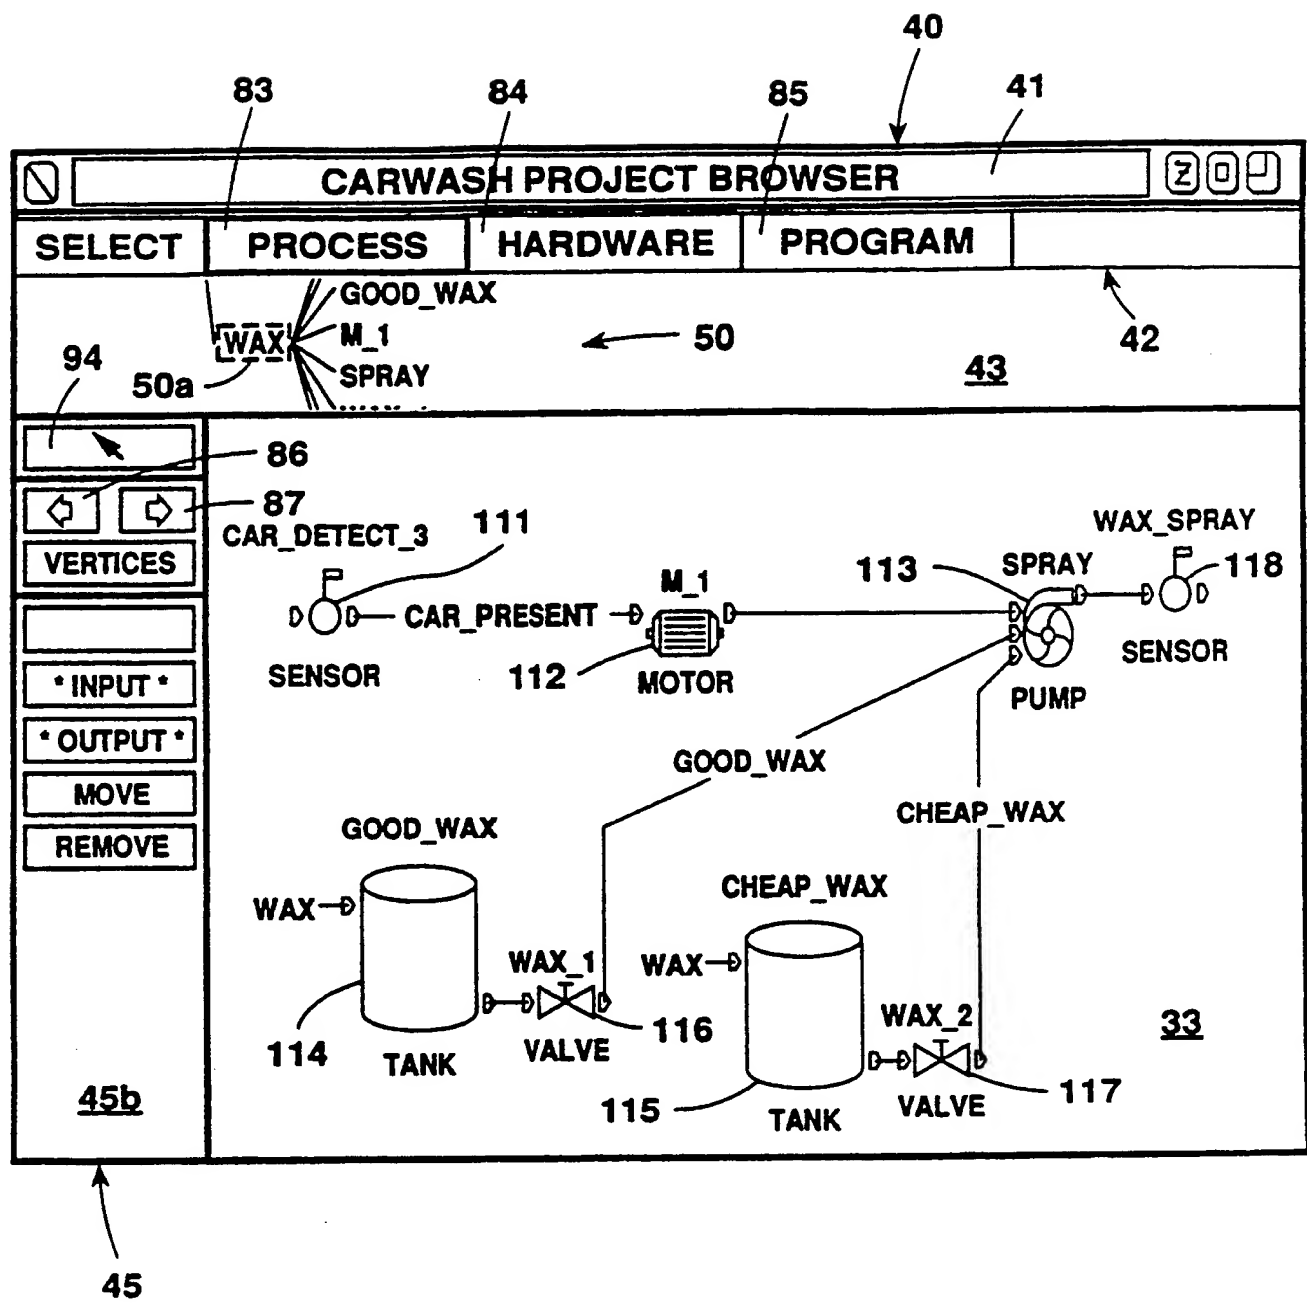 40
83
84
85
41
CARWASH PROJECT BROWSER
Z
SELECT
PROCESS
HARDWARE
PROGRAM
GOOD_WAX
WAX
M_1
50
42
94
50a
SPRAY
43
86
87
CAR_DETECT_3
111
WAX_SPRAY
VERTICES
M_1
113
SPRAY
118
CAR_PRESENT
* INPUT *
SENSOR
112
MOTOR
SENSOR
PUMP
* OUTPUT *
GOOD_WAX
MOVE
CHEAP_WAX
REMOVE
GOOD_WAX
CHEAP_WAX
WAX
WAX_1
WAX
116
WAX_2
33
114
TANK
VALVE
45b
115
TANK
VALVE
117
45